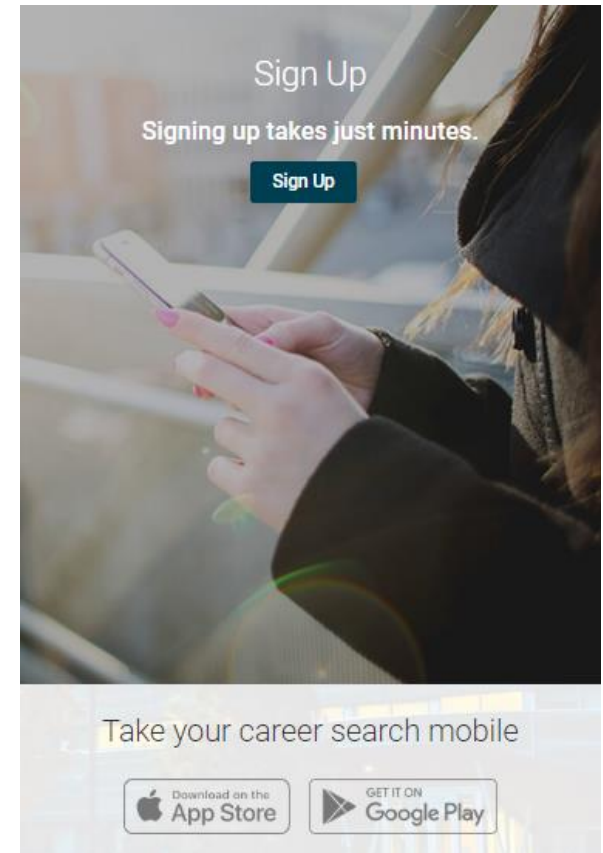 Sign Up
Signing up takes just minutes.
Sign Up
Take your career search mobile
Download on the
App Store
GET IT ON
Google Play